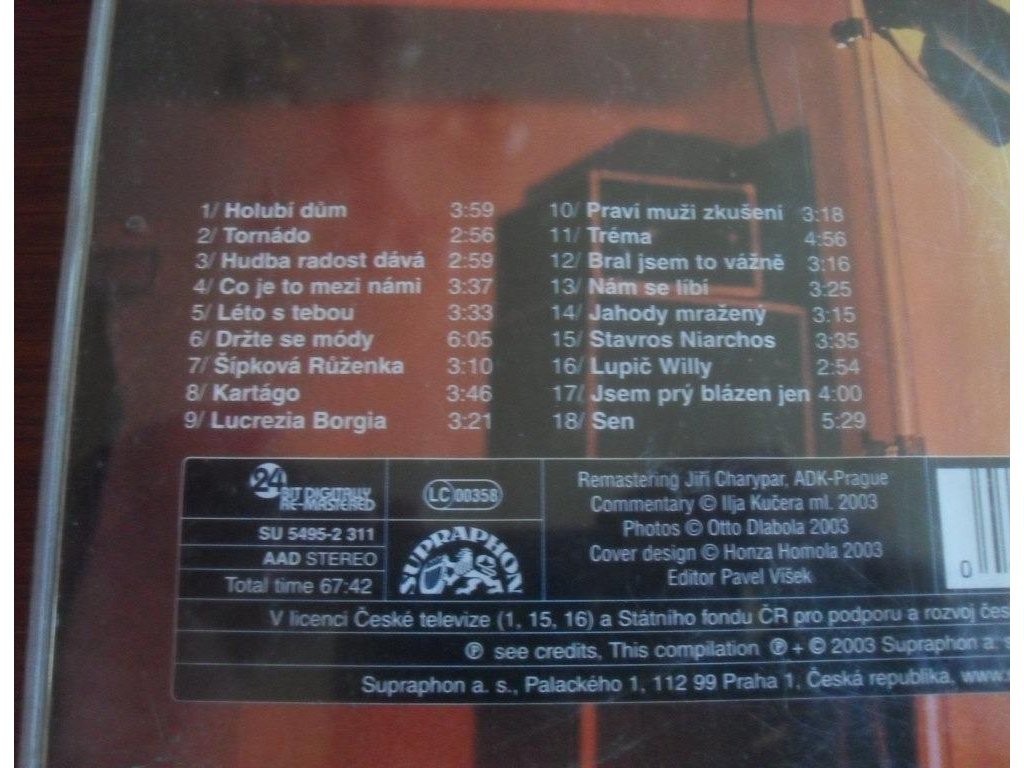 1/ Holubí dům 3:59
2/ Tornádo 2:56
3/ Hudba radost dává 2:59
4/ Co je to mezi námi 3:37
5/ Léto s tebou 3:33
6/ Držte se módy 6:05
7/ Šípková Růženka 3:10
8/ Kartágo 3:46
9/ Lucrezia Borgia 3:21
10/ Praví muži zkušení 3:18
11/ Tréma 4:56
12/ Bral jsem to vážně 3:16
13/ Nám se líbí 3:25
14/ Jahody mražený 3:15
15/ Stavros Niarchos 3:35
16/ Lupič Willy 2:54
17/ Jsem prý blázen jen 4:00
18/ Sen 5:29
24
BIT DIGITALLY
RE-MASTERED
SU 5495-2 311
AAD STEREO
Total time 67:42
LC 00358
SUPRAPHON
Remastering Jiří Charypar, ADK-Prague
Commentary © Ilja Kučera ml. 2003
Photos © Otto Dlabola 2003
Cover design © Honza Homola 2003
Editor Pavel Víšek
0
V licenci České televize (1, 15, 16) a Státního fondu ČR pro podporu a rozvoj čes
℗ see credits, This compilation ℗ + © 2003 Supraphon a. s
Supraphon a. s., Palackého 1, 112 99 Praha 1, Česká republika, www.